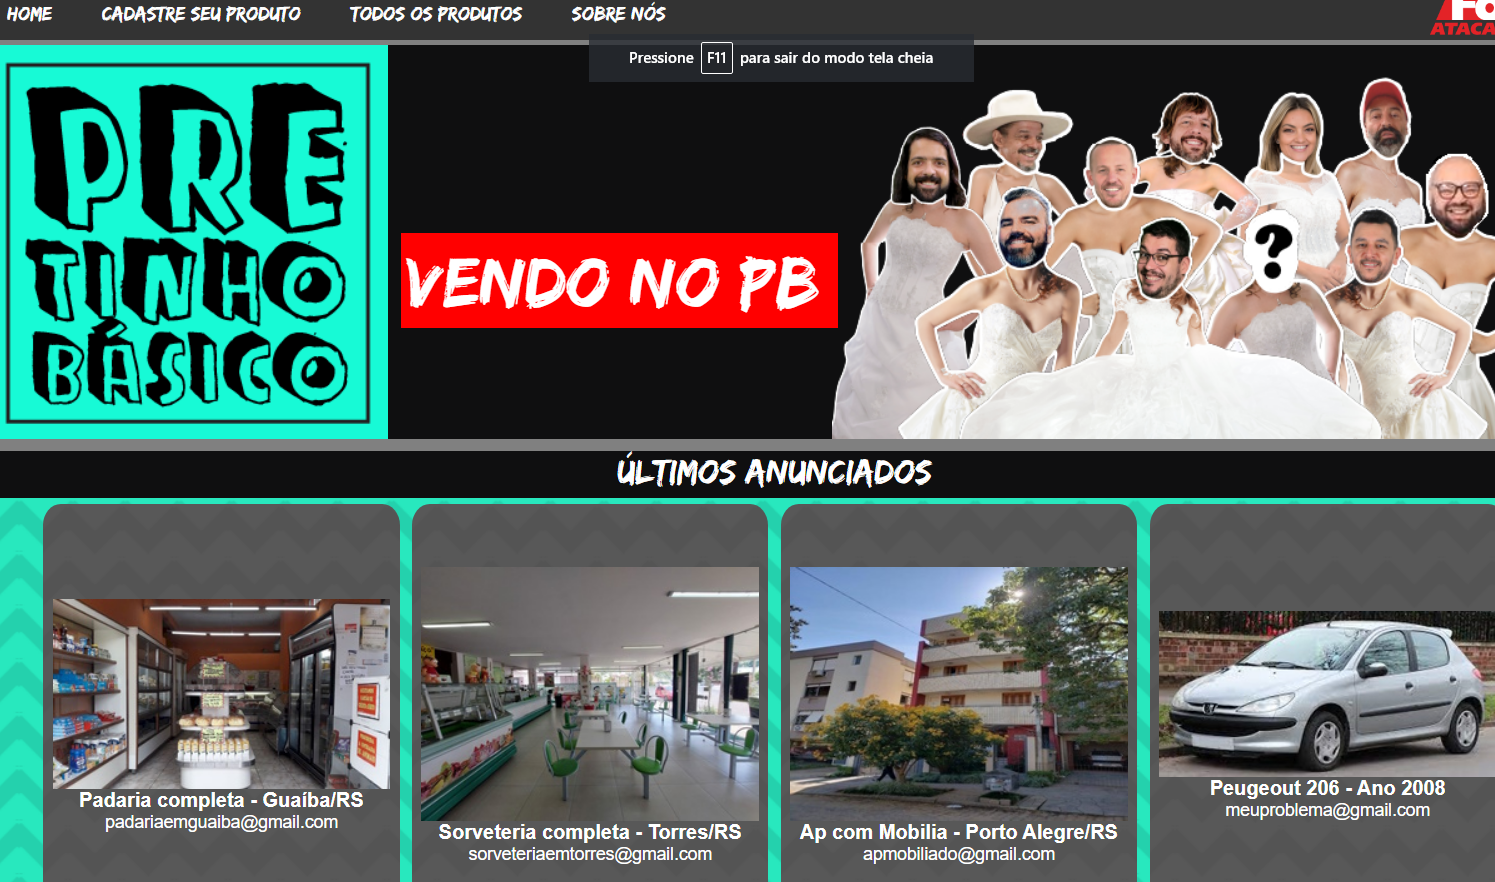 HOME CADASTRE SEU PRODUTO TODOS OS PRODUTOS SOBRE NÓS
ATACA
Pressione F11 para sair do modo tela cheia
PRE
TINHO
BÁSICO
VENDO NO PB
?
ÚLTIMOS ANUNCIADOS
Padaria completa - Guaíba/RS
padariaemguaiba@gmail.com
Sorveteria completa - Torres/RS
sorveteriaemtorres@gmail.com
Ap com Mobilia - Porto Alegre/RS
apmobiliado@gmail.com
Peugeout 206 - Ano 2008
meuproblema@gmail.com